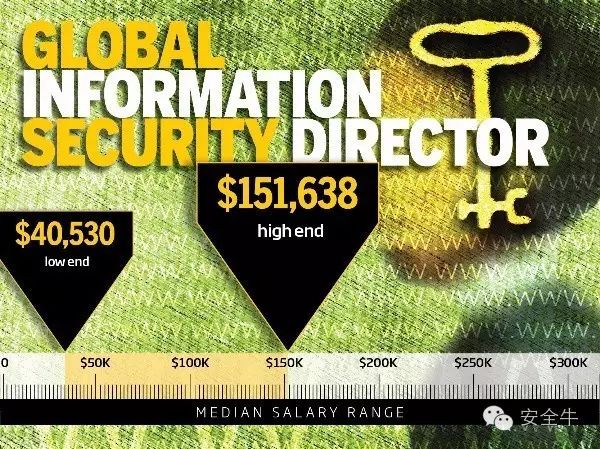 GLOBAL
INFORMATION
SECURITY DIRECTOR
$151,638
high end
$40,530
low end
0 $50K $100K $150K $200K $250K $300K
MEDIAN SALARY RANGE
安全牛